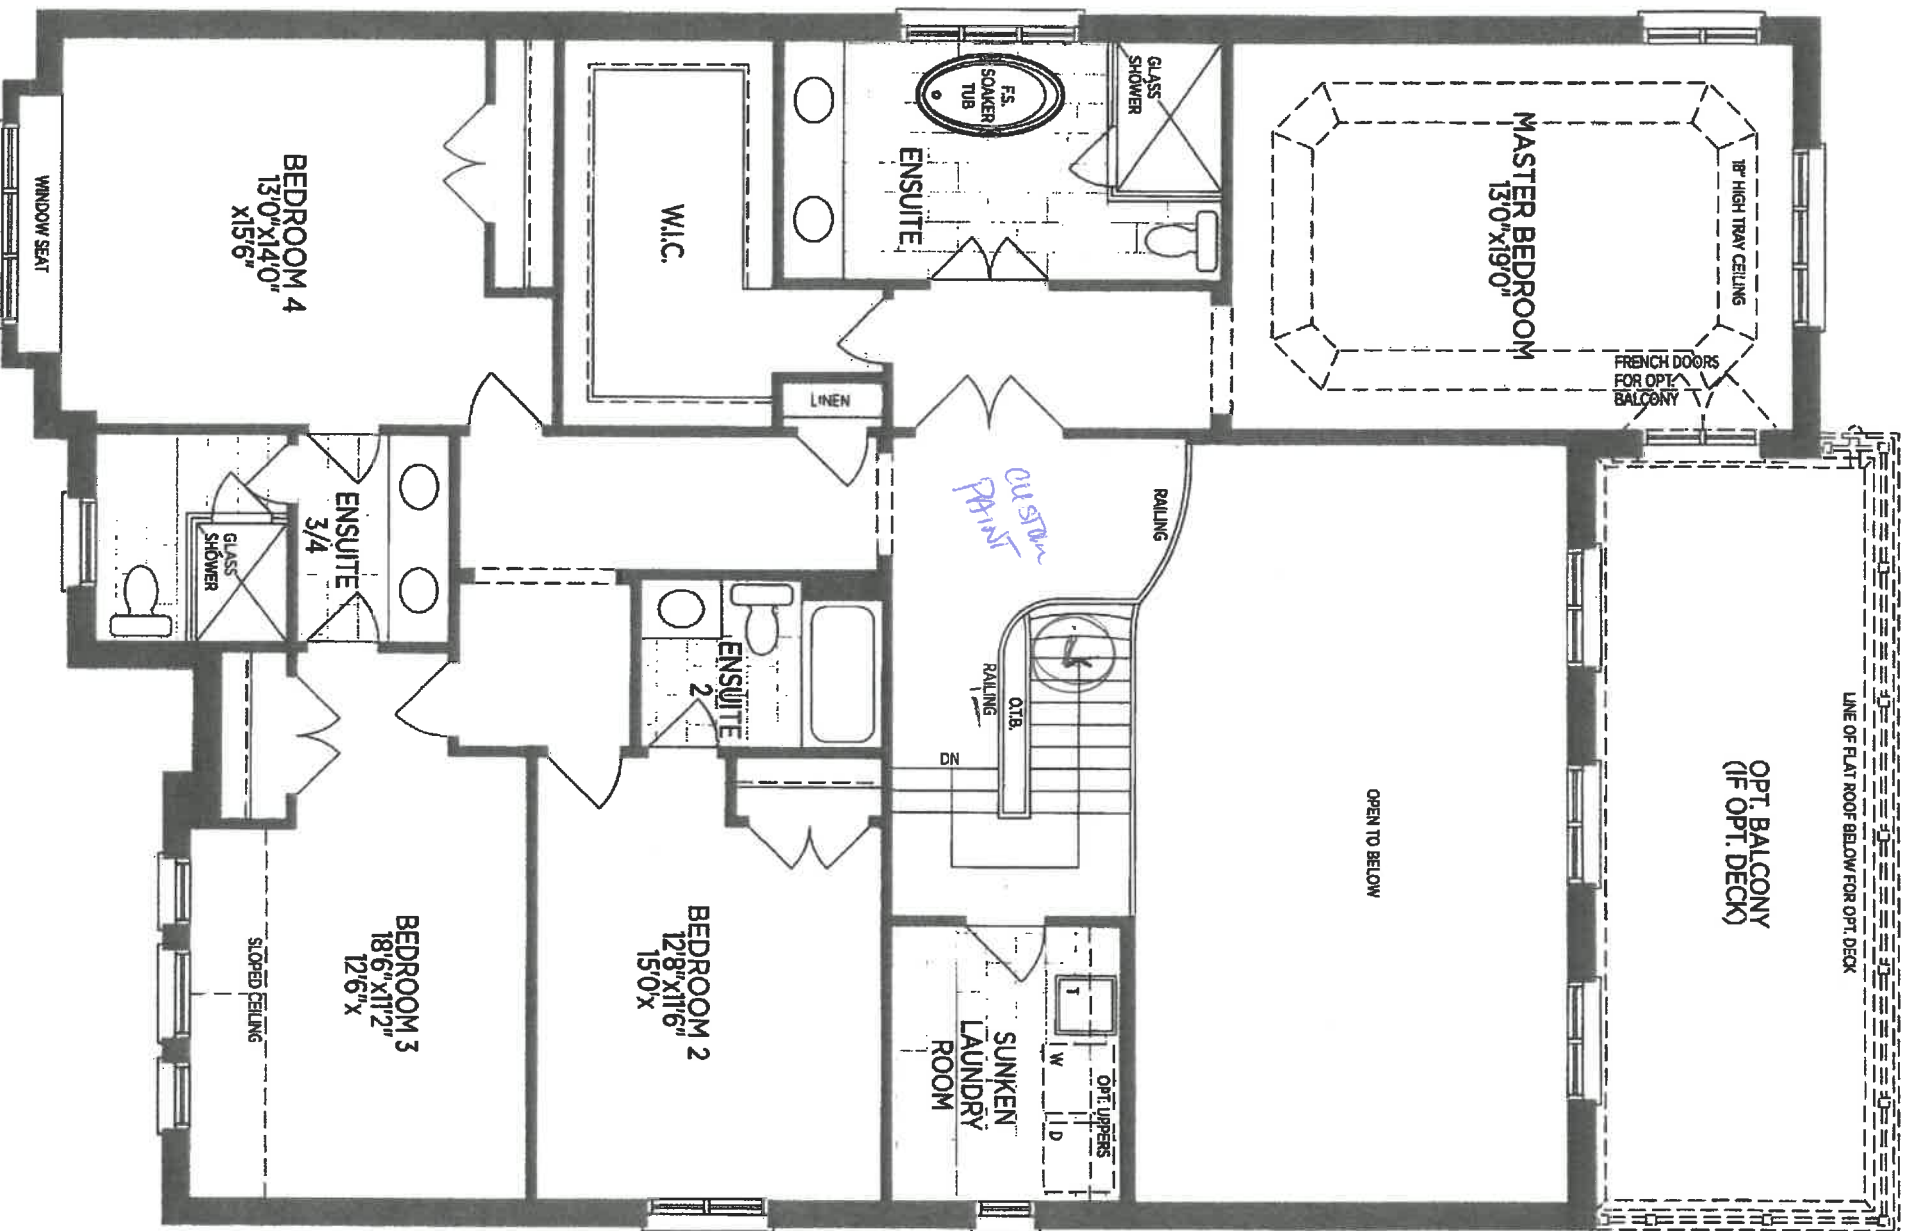 GLASS
SHOWER
F.S.
SOAKER
TUB
ENSUITE
W.I.C.
BEDROOM 4
13'0"x14'0"
x15'6"
WINDOW SEAT
MASTER BEDROOM
13'0"x19'0"
18" HIGH TRAY CEILING
FRENCH DOORS
FOR OPT.
BALCONY
LINEN
ENSUITE
3/4
GLASS
SHOWER
CUSTOM
PAINT
RAILING
RAILING
O.T.B.
DN
ENSUITE
2
OPEN TO BELOW
OPT. BALCONY
(IF OPT. DECK)
LINE OF FLAT ROOF BELOW FOR OPT. DECK
BEDROOM 3
18'6"x11'2"
12'6"x
SLOPED CEILING
BEDROOM 2
12'8"x11'6"
15'0'x
SUNKEN
LAUNDRY
ROOM
T
W
D
OPT. UPPERS